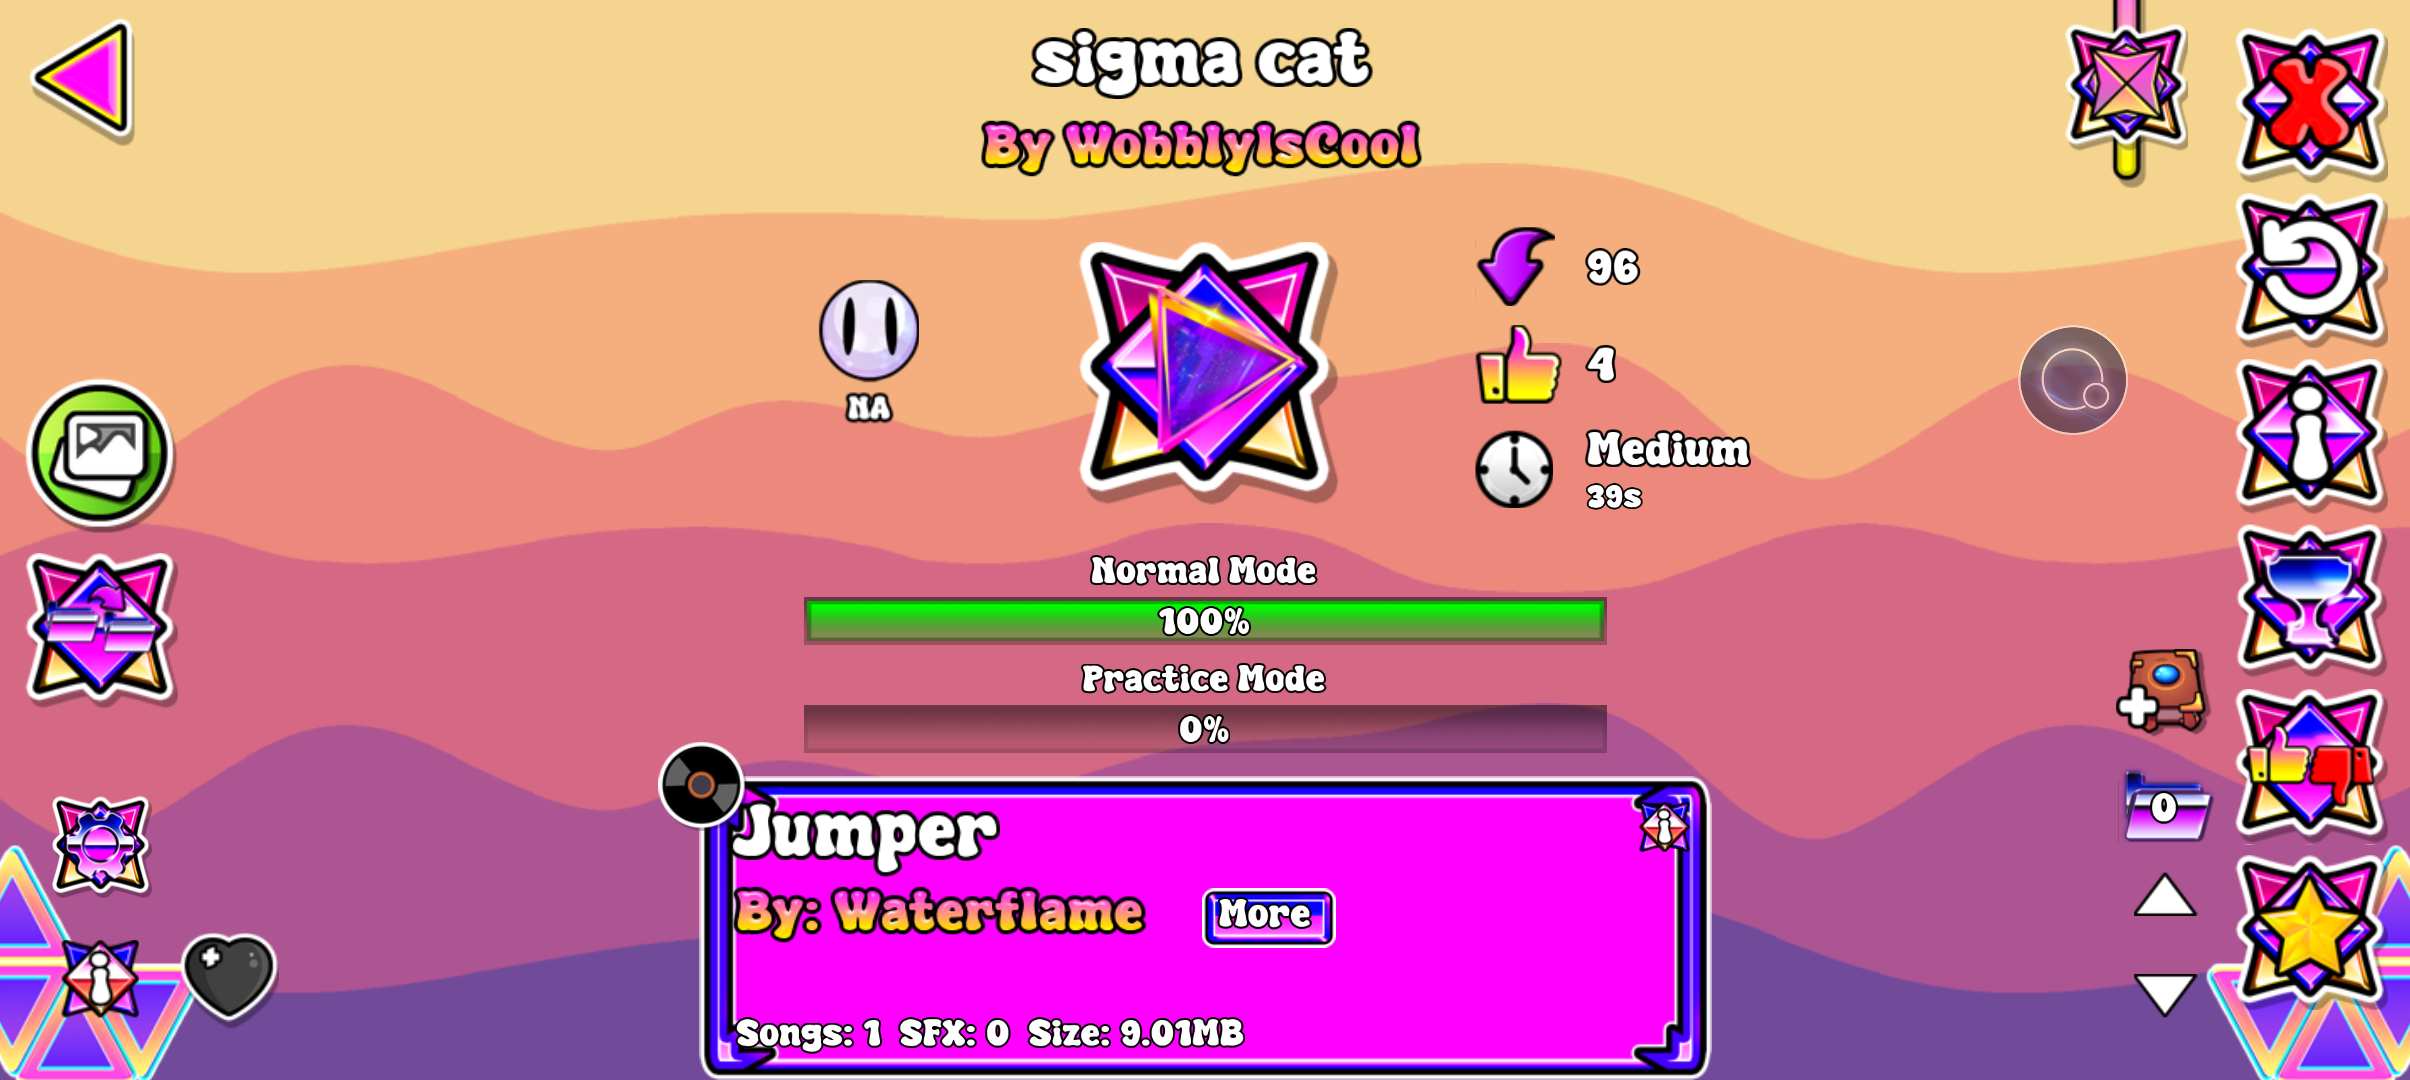 sigma cat
By WobblyIsCool
96
NA
4
Medium
39s
Normal Mode
100%
Practice Mode
0%
0
Jumper
By: Waterflame
More
Songs: 1 SFX: 0 Size: 9.01MB